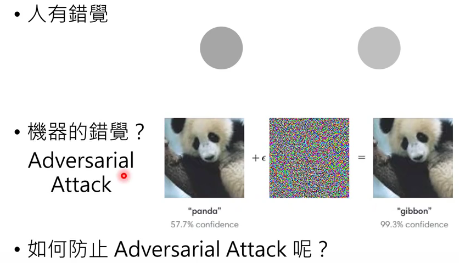 • 人有錯覺
• 機器的錯覺？
Adversarial
Attack
+ ϵ
=
"panda"
57.7% confidence
"gibbon"
99.3% confidence
• 如何防止 Adversarial Attack 呢？